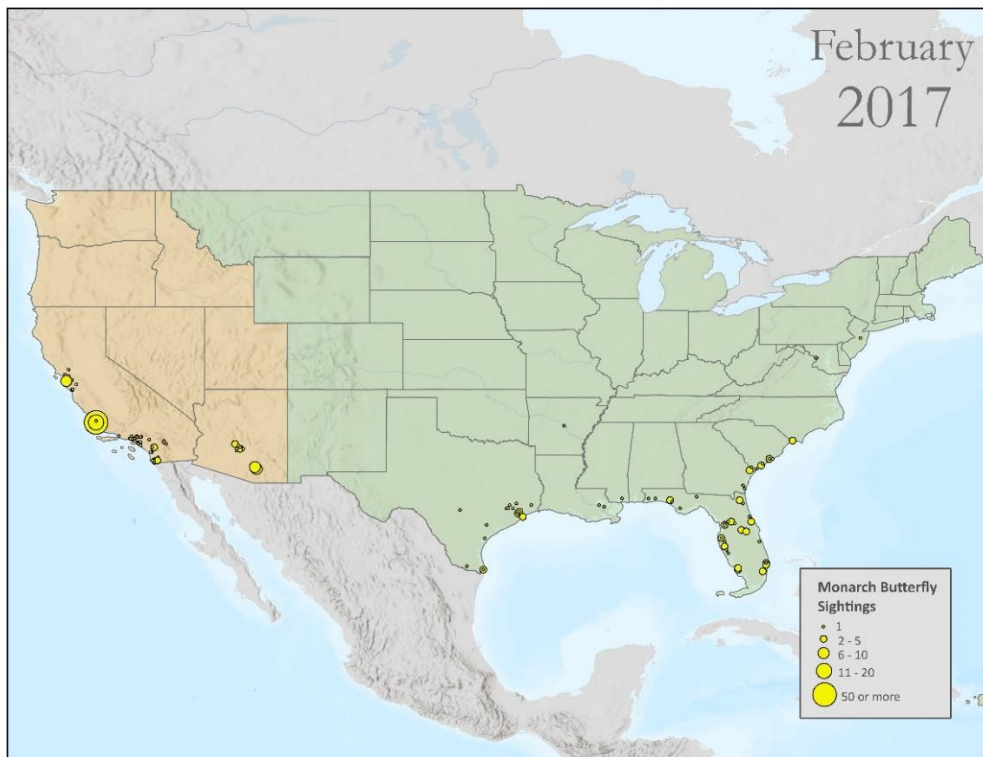 February
2017
Monarch Butterfly
Sightings
1
2 - 5
6 - 10
11 - 20
50 or more